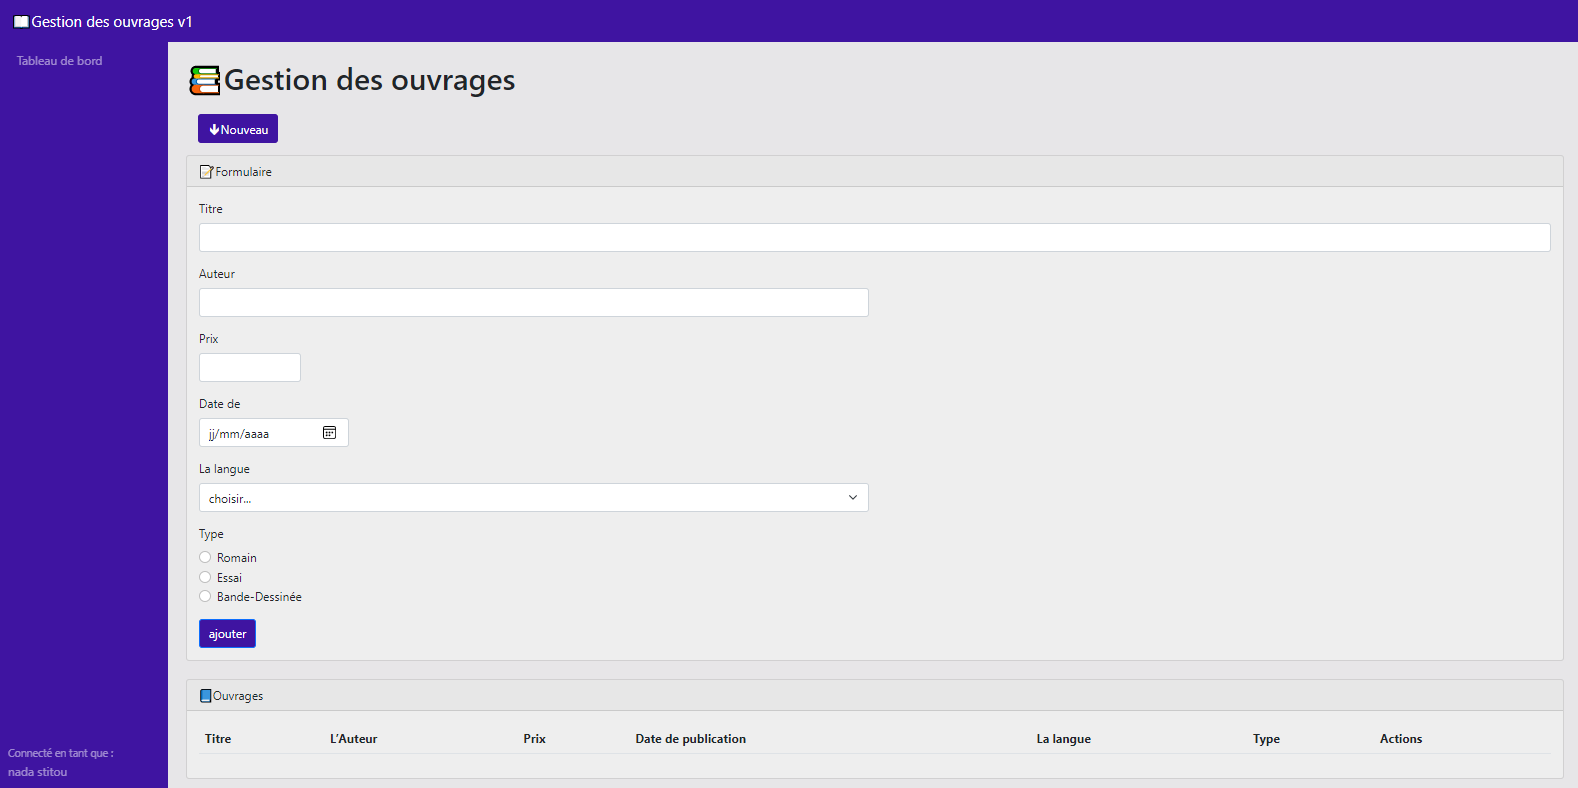 Gestion des ouvrages v1
Tableau de bord
Gestion des ouvrages
Nouveau
Formulaire
Titre
Auteur
Prix
Date de
jj/mm/aaaa
La langue
choisir...
Type
Romain
Essai
Bande-Dessinée
ajouter
Ouvrages
Titre L'Auteur Prix Date de publication La langue Type Actions
Connecté en tant que :
nada stitou